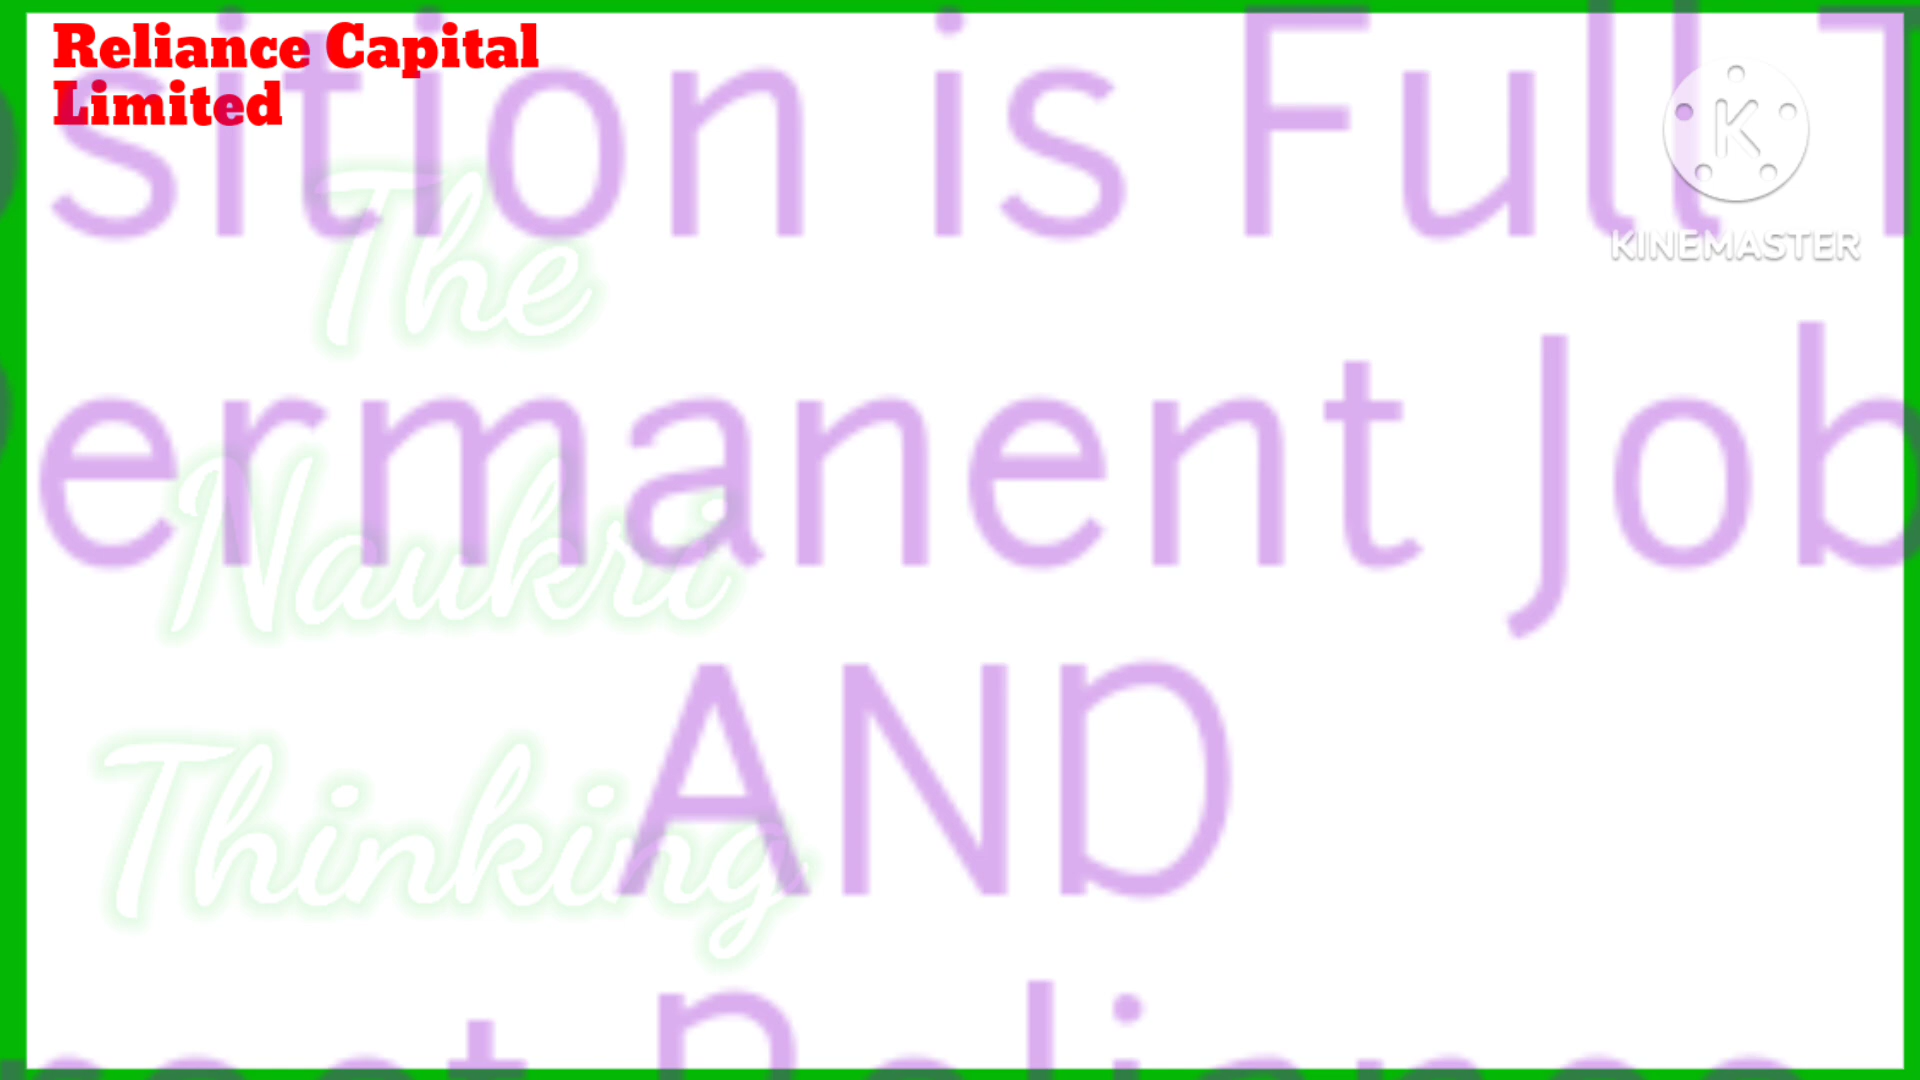 Reliance Capital
Limited
sition is Full T
ermanent Job
AND
The
Naukri
Thinking
KINEMASTER